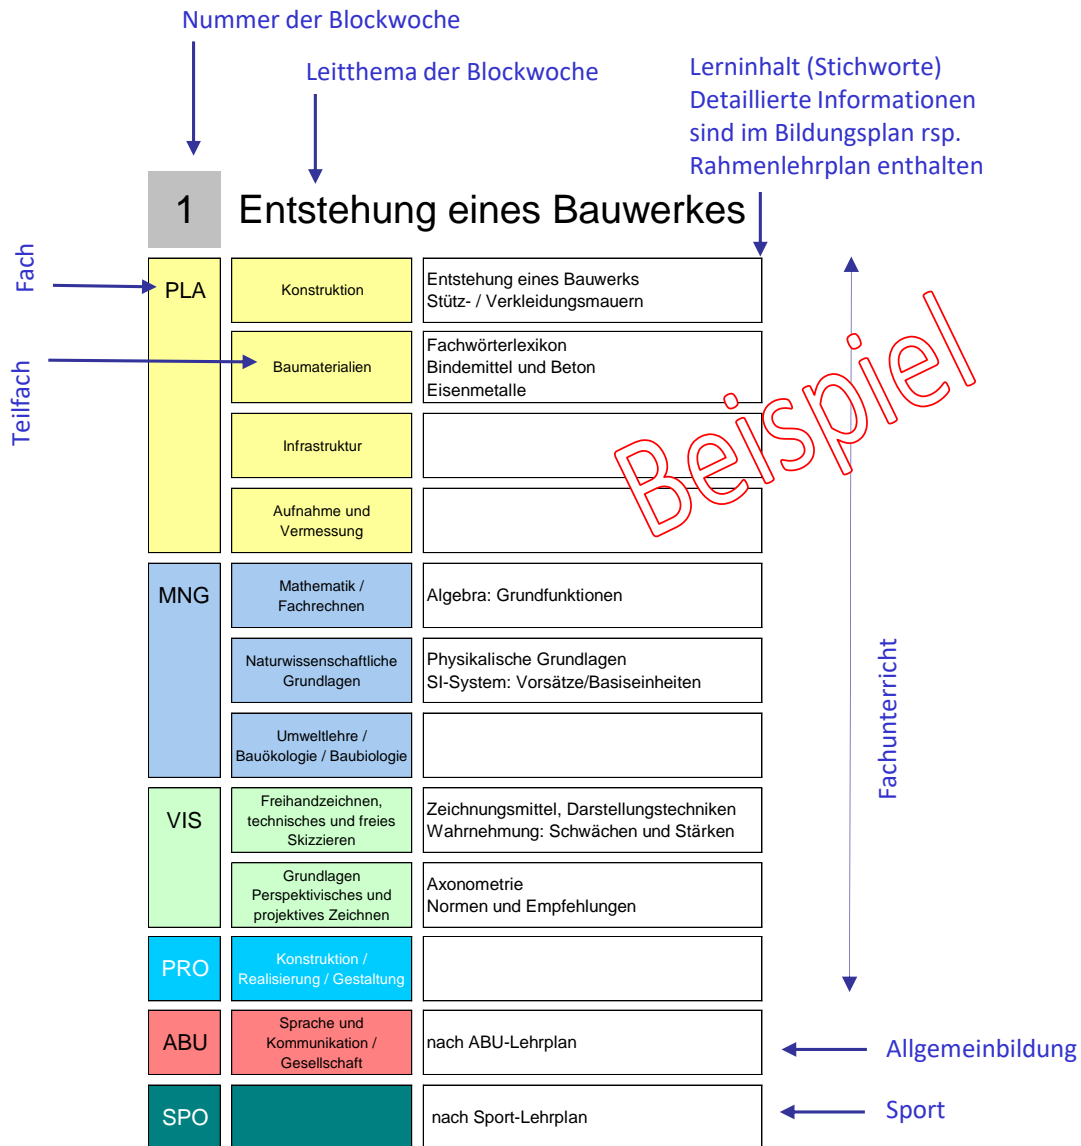 Nummer der Blockwoche
Leitthema der Blockwoche
Lerninhalt (Stichworte)
Detaillierte Informationen
sind im Bildungsplan rsp.
Rahmenlehrplan enthalten
1 Entstehung eines Bauwerkes
Fach
PLA
Konstruktion
Entstehung eines Bauwerks
Stütz- / Verkleidungsmauern
Teilfach
Baumaterialien
Fachwörterlexikon
Bindemittel und Beton
Eisenmetalle
Beispiel
Infrastruktur
Aufnahme und
Vermessung
MNG
Mathematik /
Fachrechnen
Algebra: Grundfunktionen
Naturwissenschaftliche
Grundlagen
Physikalische Grundlagen
SI-System: Vorsätze/Basiseinheiten
Umweltlehre /
Bauökologie / Baubiologie
Fachunterricht
VIS
Freihandzeichnen,
technisches und freies
Skizzieren
Zeichnungsmittel, Darstellungstechniken
Wahrnehmung: Schwächen und Stärken
Grundlagen
Perspektivisches und
projektives Zeichnen
Axonometrie
Normen und Empfehlungen
PRO
Konstruktion /
Realisierung / Gestaltung
ABU
Sprache und
Kommunikation /
Gesellschaft
nach ABU-Lehrplan
Allgemeinbildung
SPO
nach Sport-Lehrplan
Sport